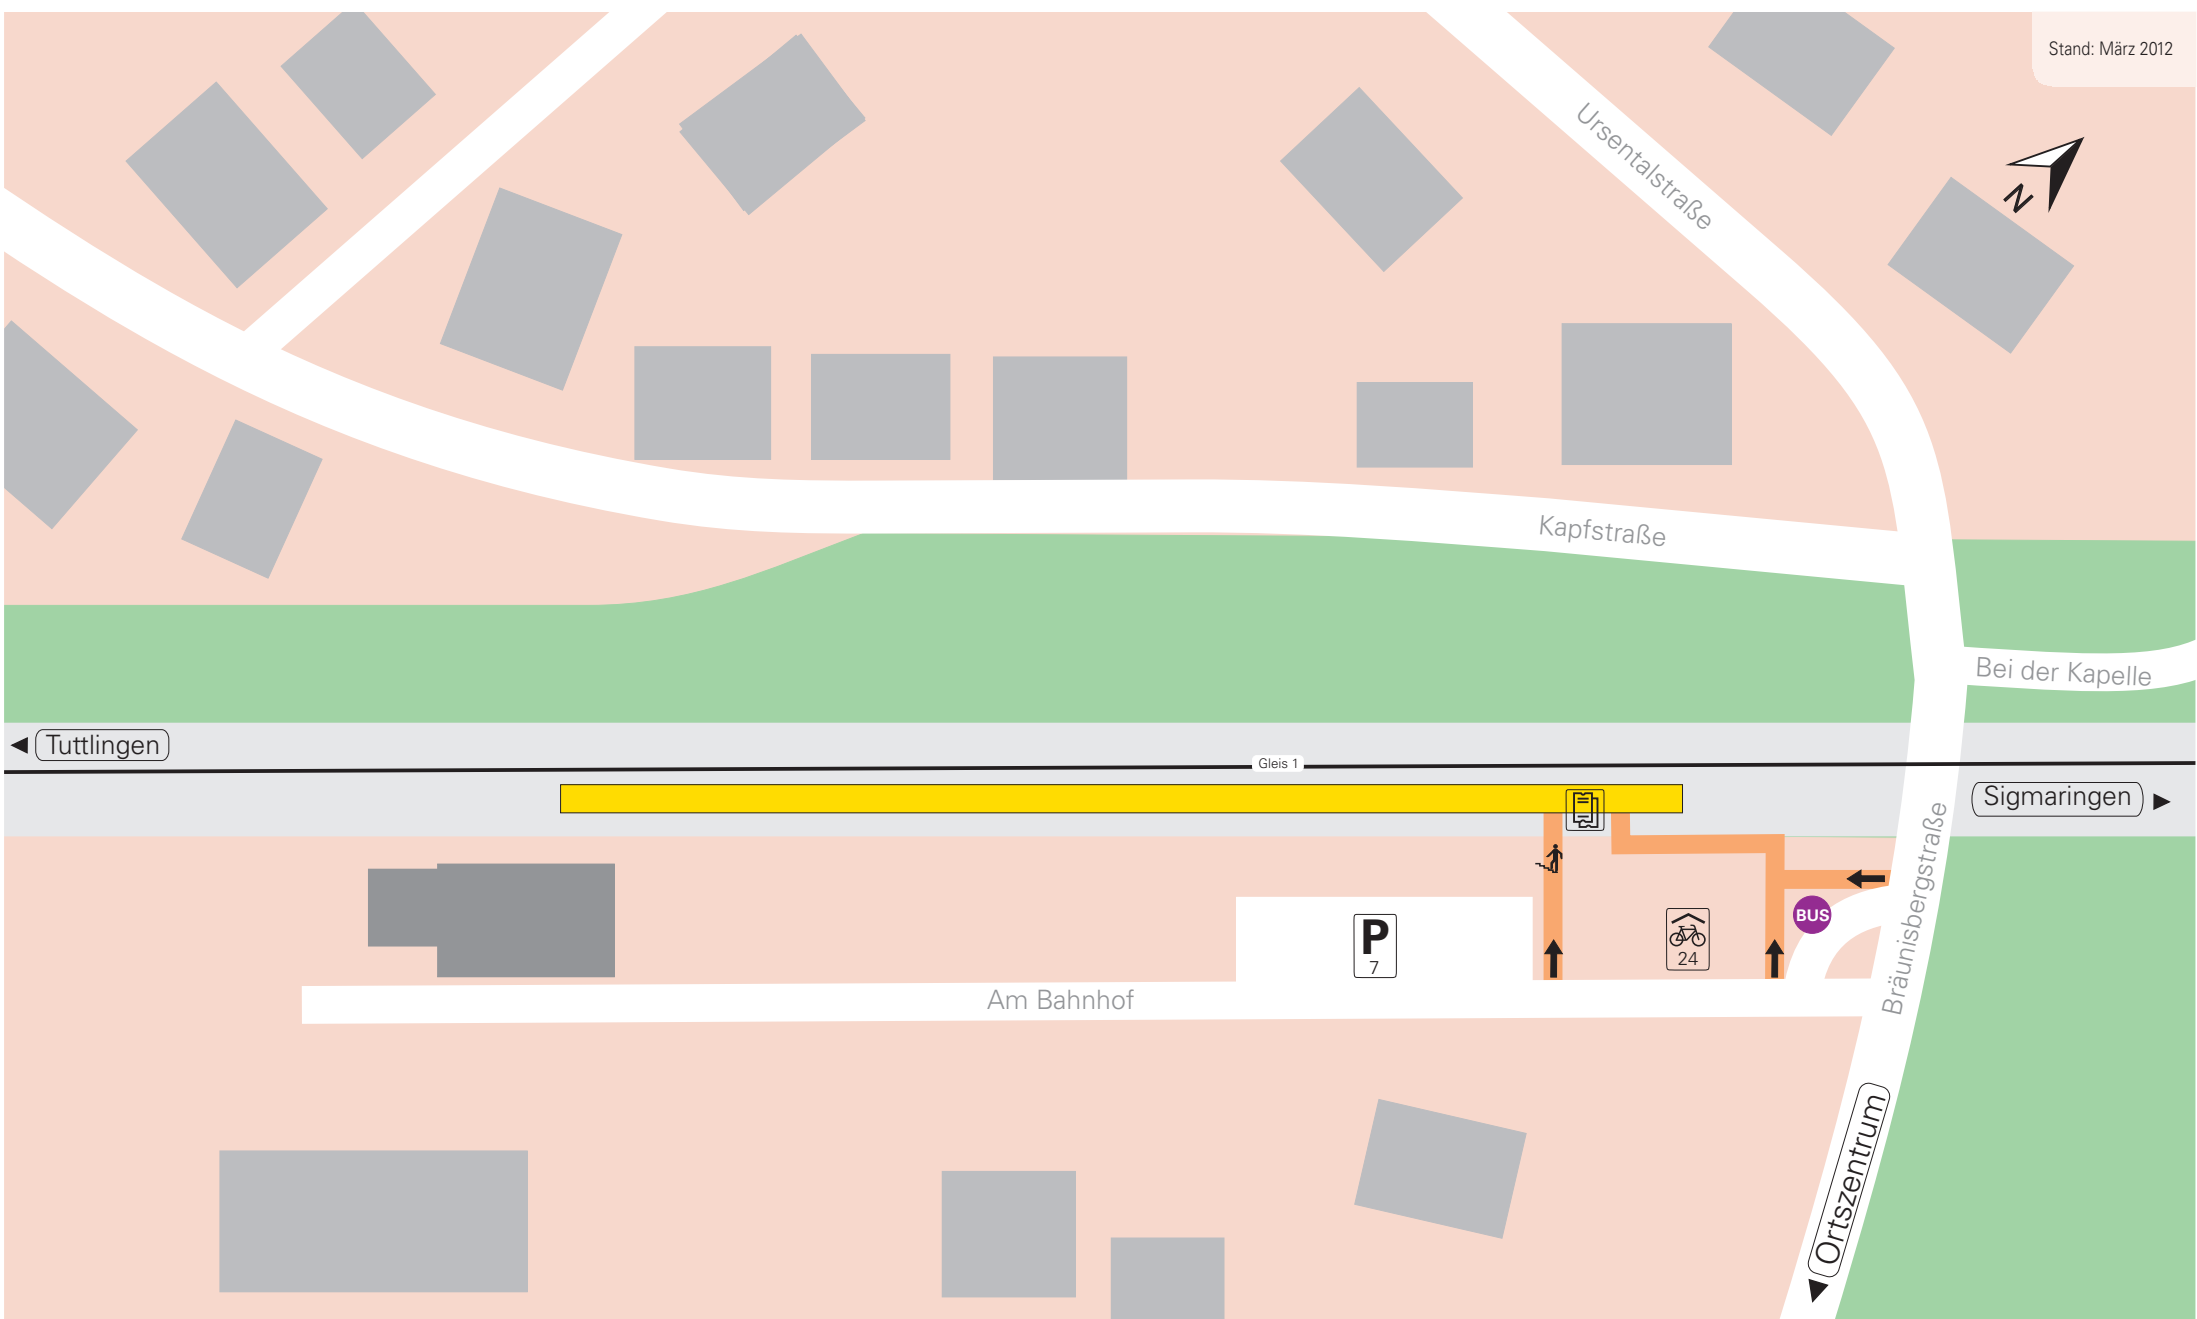 Stand: März 2012
Ursentalstraße
N
Kapfstraße
Bei der Kapelle
Tuttlingen
Gleis 1
Sigmaringen
Bräunisbergstraße
BUS
P
7
24
Am Bahnhof
Ortszentrum